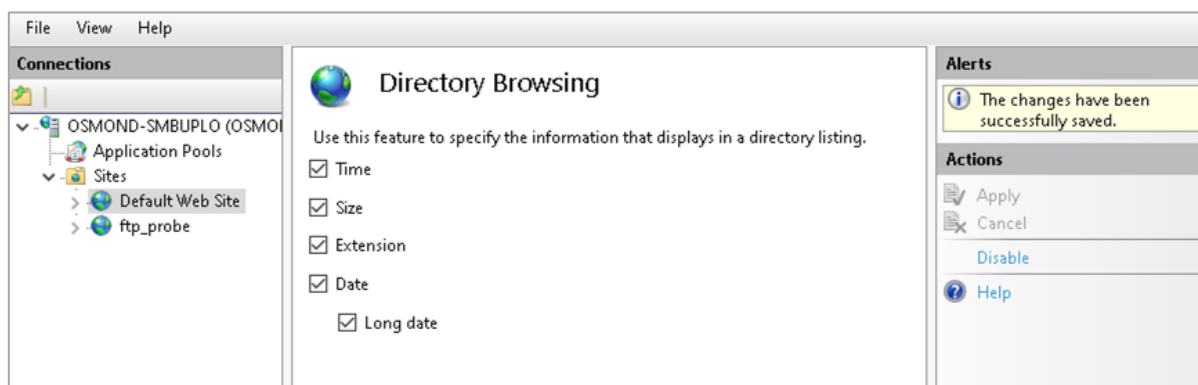 File View Help
Connections
OSMOND-SMBUPLO (OSMO
Application Pools
Sites
Default Web Site
ftp_probe
Directory Browsing
Use this feature to specify the information that displays in a directory listing.
Time
Size
Extension
Date
Long date
Alerts
The changes have been
successfully saved.
Actions
Apply
Cancel
Disable
Help